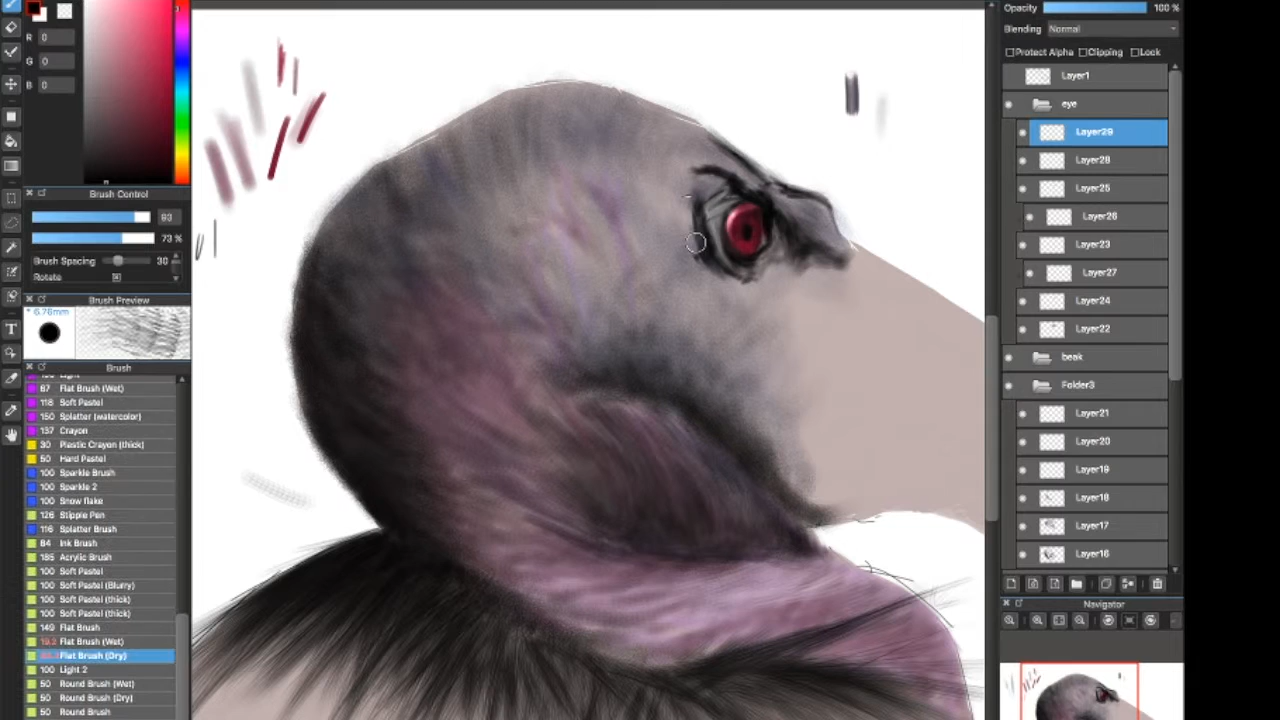 Opacity 100 %
Blending Normal
Protect Alpha Clipping Lock
R 0
G 0
B 0
Brush Control
93
73 %
Brush Spacing 30
Rotate
Brush Preview
* 6.76mm
Brush
67 Flat Brush (Wet)
118 Soft Pastel
150 Splatter (watercolor)
137 Crayon
30 Plastic Crayon (thick)
50 Hard Pastel
100 Sparkle Brush
100 Sparkle 2
100 Snow flake
126 Stipple Pen
116 Splatter Brush
84 Ink Brush
185 Acrylic Brush
100 Soft Pastel
100 Soft Pastel (Blurry)
100 Soft Pastel (thick)
100 Soft Pastel (thick)
149 Flat Brush
19.2 Flat Brush (Wet)
Flat Brush (Dry)
100 Light 2
50 Round Brush (Wet)
50 Round Brush (Dry)
50 Round Brush
T
Layer1
eye
Layer29
Layer28
Layer25
Layer26
Layer23
Layer27
Layer24
Layer22
beak
Folder3
Layer21
Layer20
Layer19
Layer18
Layer17
Layer16
Navigator